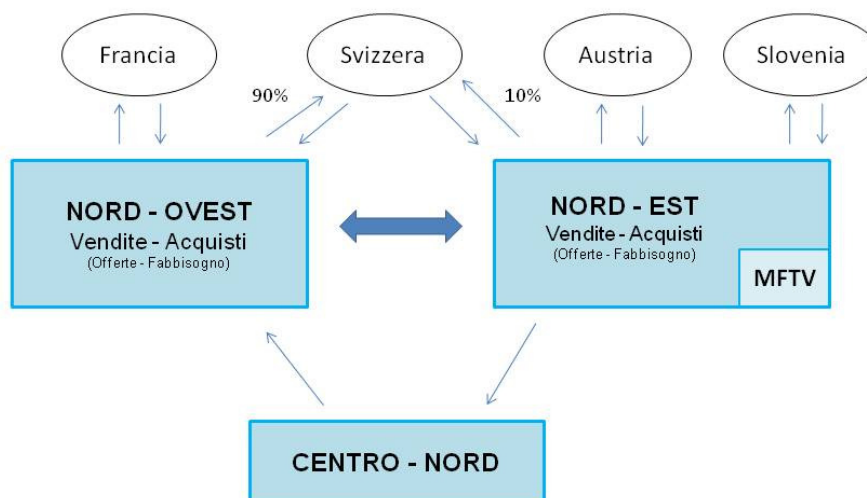 Francia
Svizzera
Austria
Slovenia
90%
10%
NORD - OVEST
Vendite - Acquisti
(Offerte - Fabbisogno)
NORD - EST
Vendite - Acquisti
(Offerte - Fabbisogno)
MFTV
CENTRO - NORD